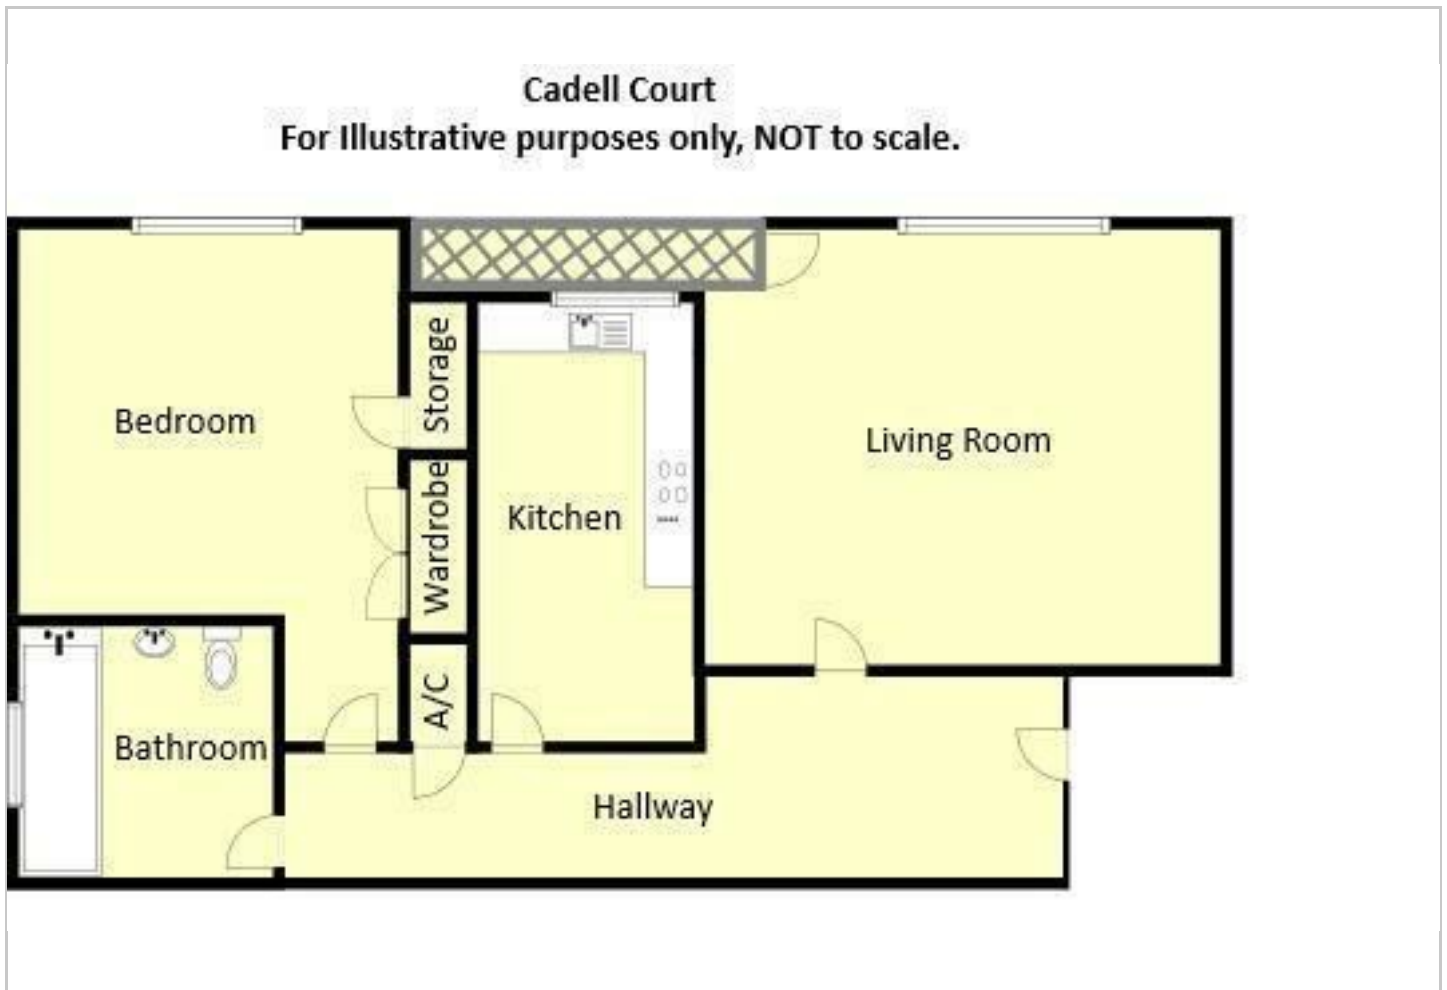 Cadell Court
For Illustrative purposes only, NOT to scale.
Bedroom
Storage
Wardrobe
A/C
Kitchen
Living Room
Bathroom
Hallway